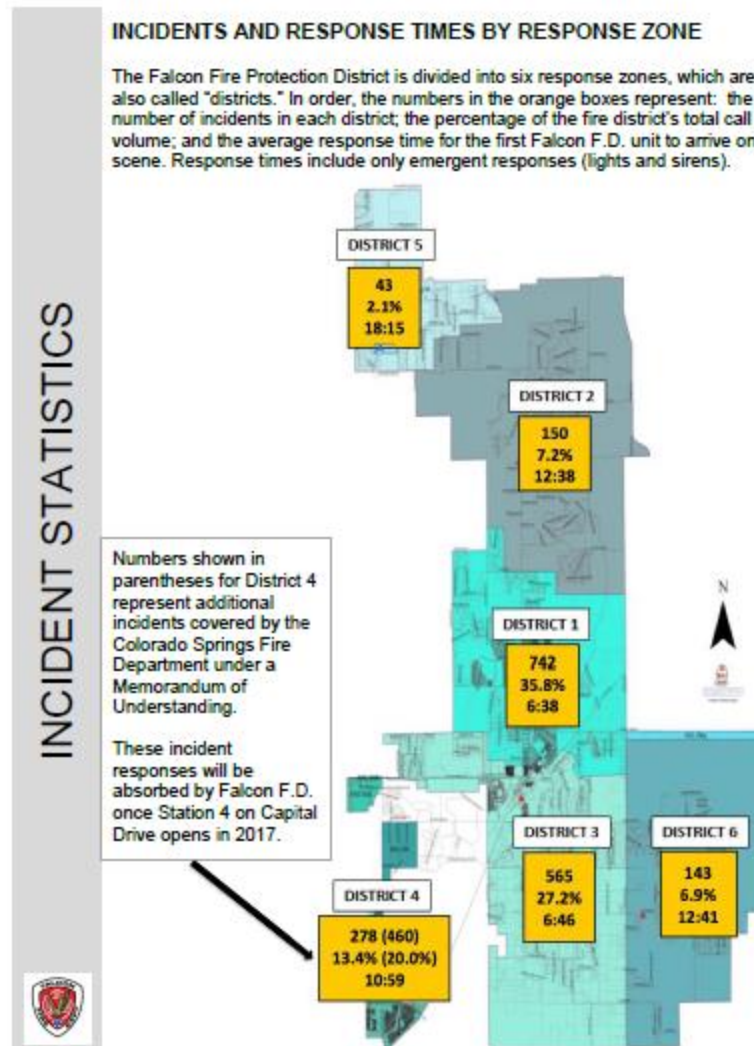 INCIDENTS AND RESPONSE TIMES BY RESPONSE ZONE
The Falcon Fire Protection District is divided into six response zones, which are
also called "districts." In order, the numbers in the orange boxes represent: the
number of incidents in each district; the percentage of the fire district's total call
volume; and the average response time for the first Falcon F.D. unit to arrive on
scene. Response times include only emergent responses (lights and sirens).
INCIDENT STATISTICS
DISTRICT 5
43
2.1%
18:15
DISTRICT 2
150
7.2%
12:38
Numbers shown in
parentheses for District 4
represent additional
incidents covered by the
Colorado Springs Fire
Department under a
Memorandum of
Understanding.
These incident
responses will be
absorbed by Falcon F.D.
once Station 4 on Capital
Drive opens in 2017.
N
DISTRICT 1
742
35.8%
6:38
DISTRICT 3
565
27.2%
6:46
DISTRICT 6
143
6.9%
12:41
DISTRICT 4
278 (460)
13.4% (20.0%)
10:59
FALCON